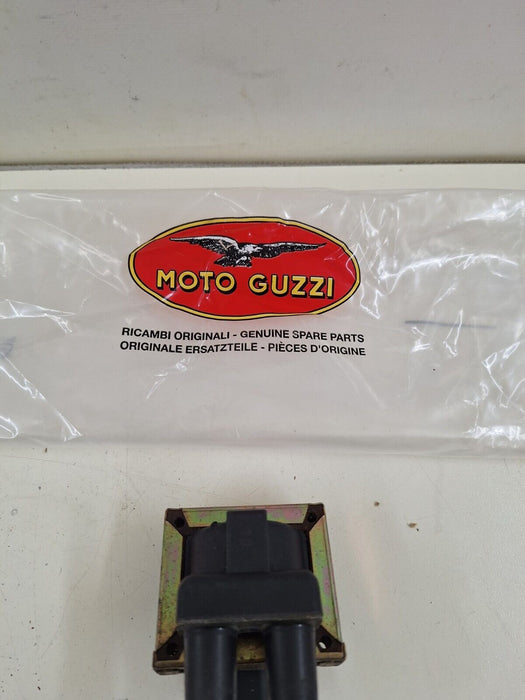 MOTO GUZZI
RICAMBI ORIGINALI - GENUINE SPARE PARTS
ORIGINALE ERSATZTEILE - PIÈCES D'ORIGINE